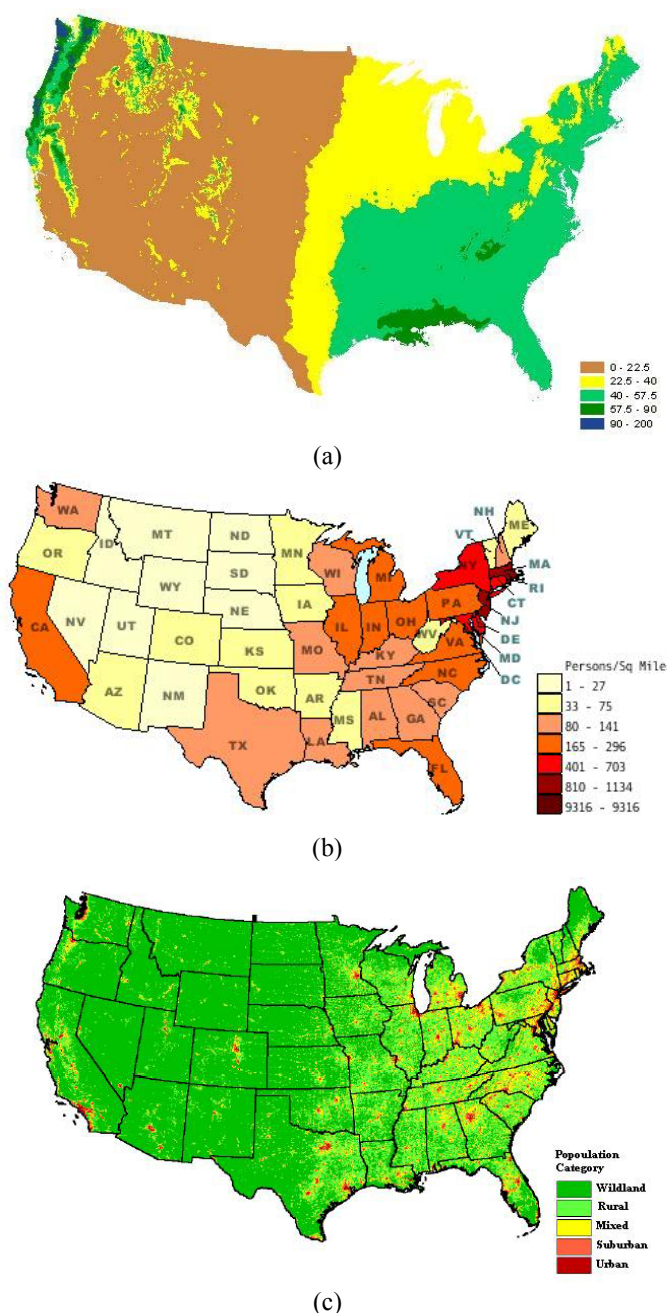 0 - 22.5
22.5 - 40
40 - 57.5
57.5 - 90
90 - 200
(a)
WA
OR
ID
MT
ND
MN
WI
MI
NY
VT
NH
ME
MA
RI
CT
NJ
DE
MD
DC
WY
SD
NE
IA
IL
IN
OH
PA
WV
VA
CA
NV
UT
CO
KS
MO
KY
NC
TN
AZ
NM
OK
AR
SC
MS
AL
GA
TX
LA
FL
Persons/Sq Mile
1 - 27
33 - 75
80 - 141
165 - 296
401 - 703
810 - 1134
9316 - 9316
(b)
Popoulation
Category
Wildland
Rural
Mixed
Suburban
Urban
(c)